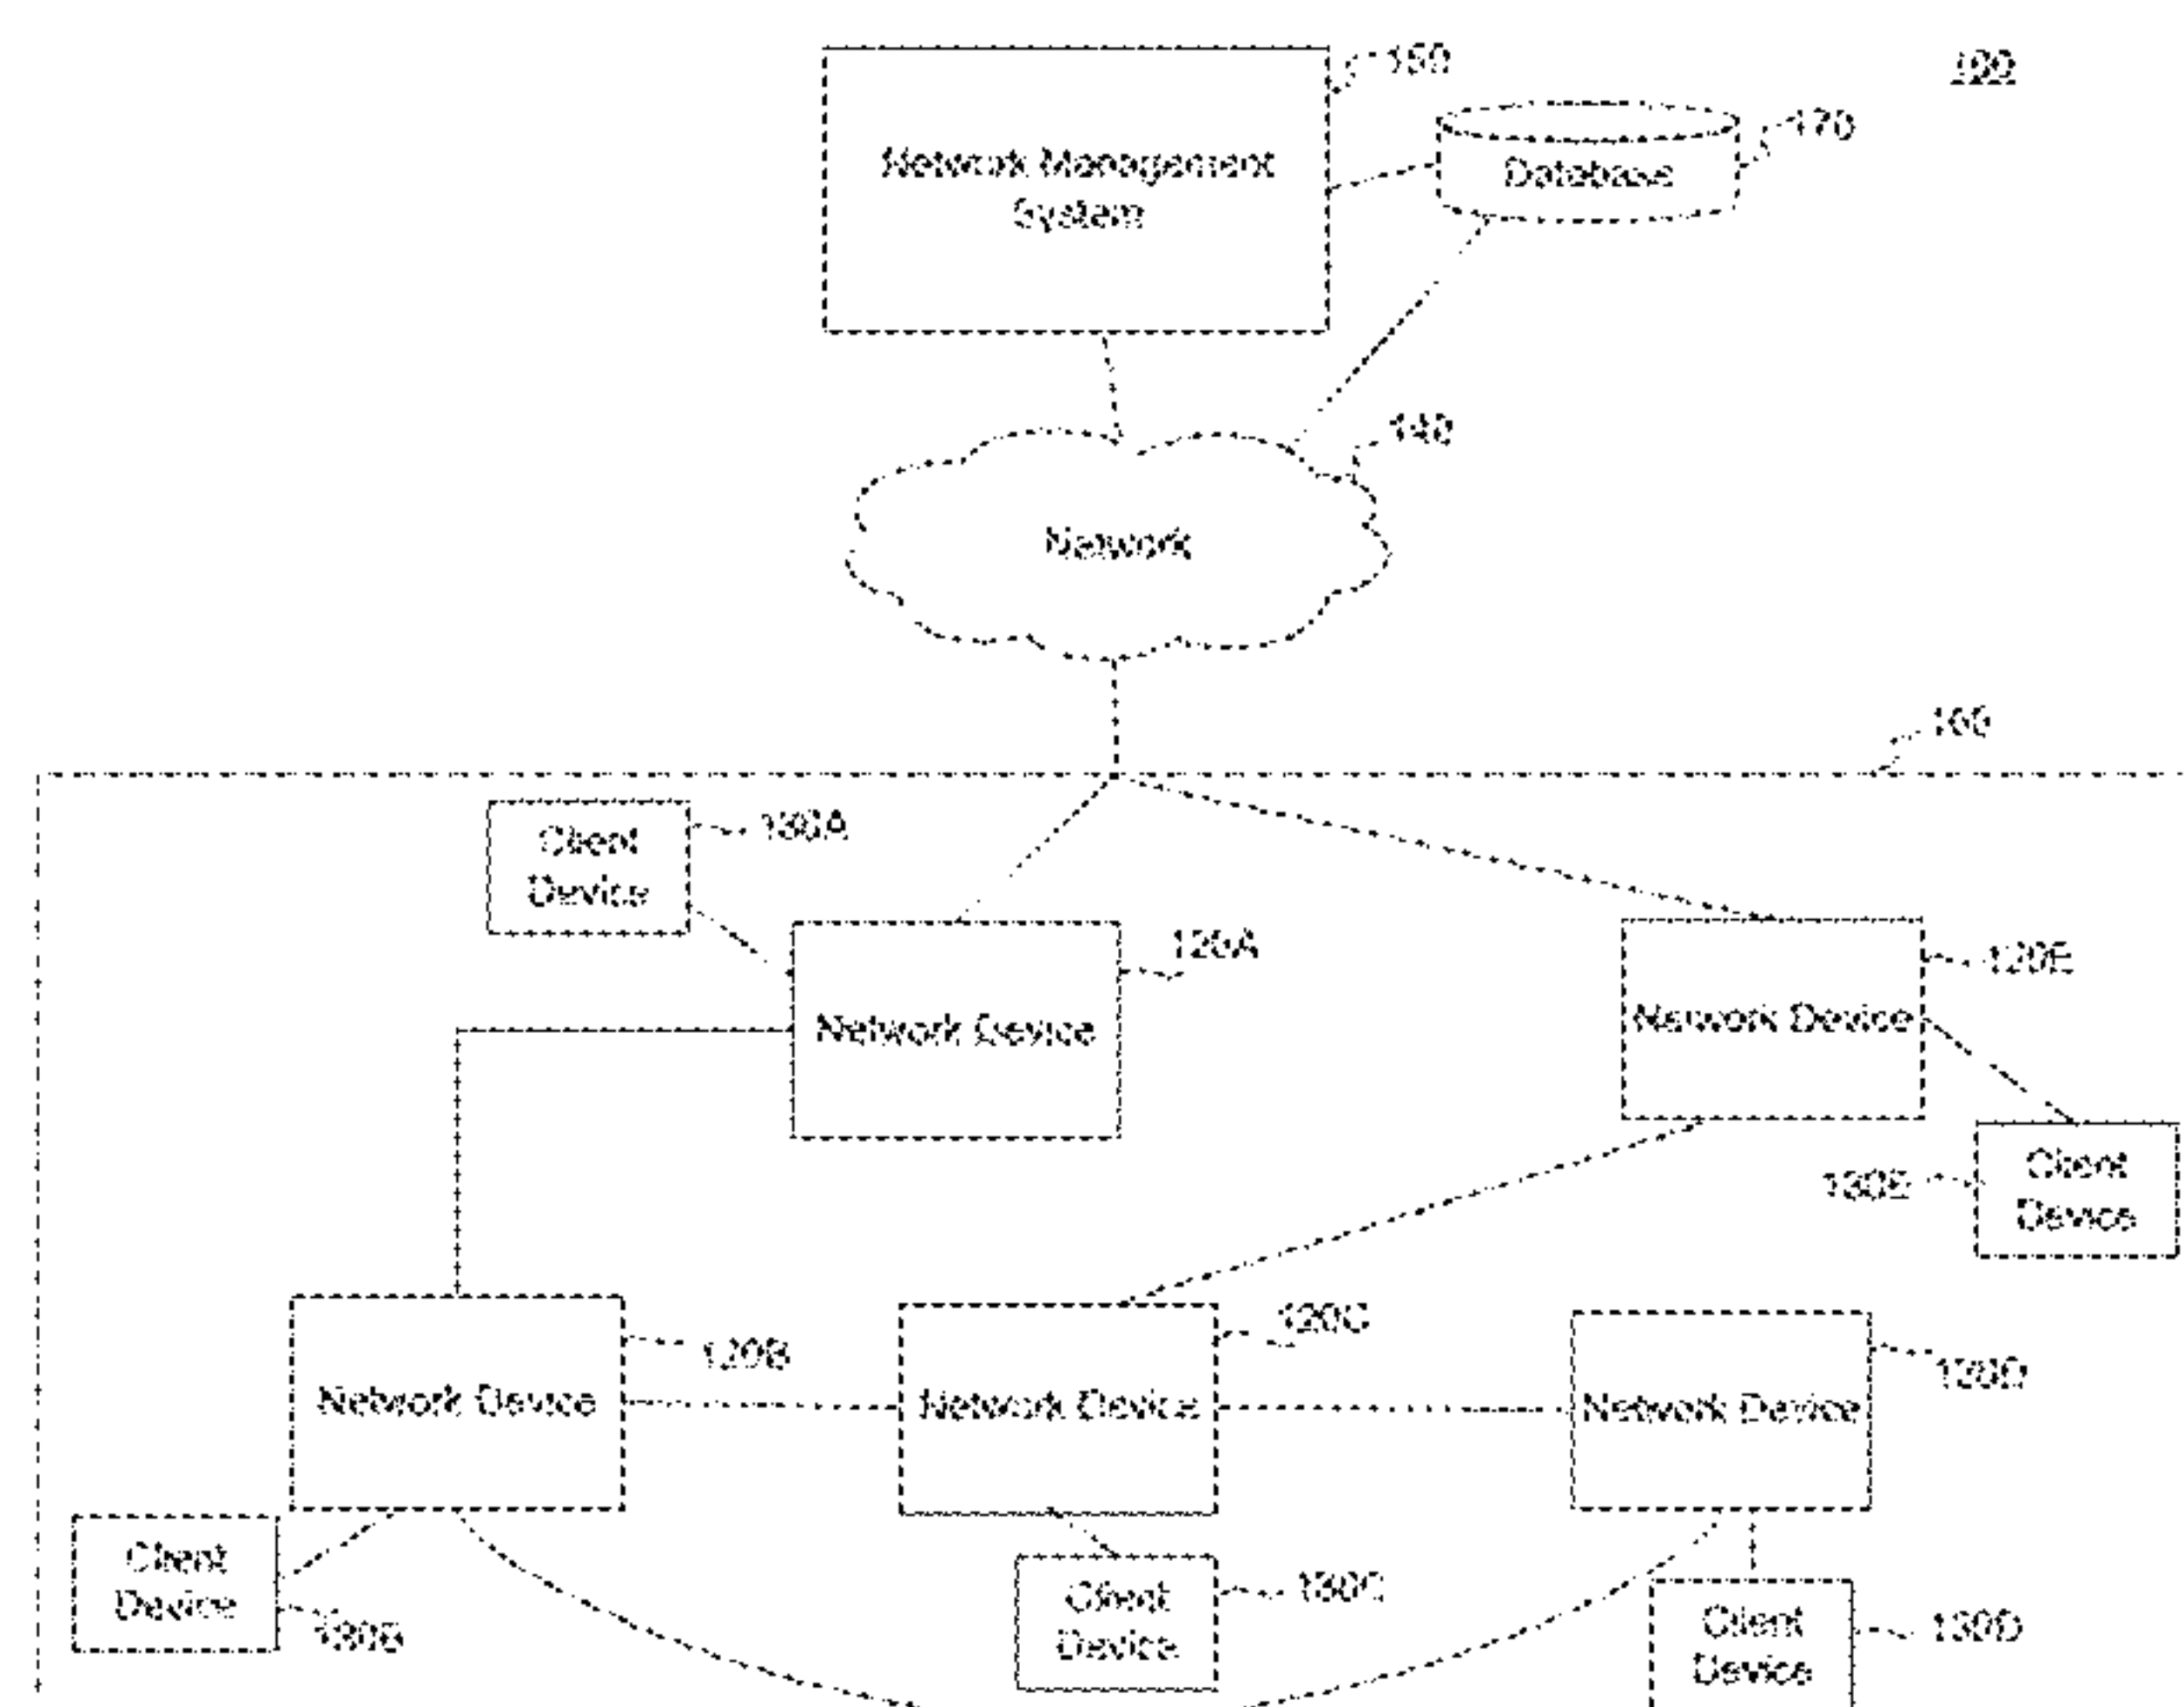 150
100
170
Network Management
System
Database
140
Network
160
Client
Device
130A
120A
Network Device
120E
Network Device
130E
Client
Device
120B
Network Device
120C
Network Device
120D
Network Device
Client
Device
130B
Client
Device
130C
Client
Device
130D